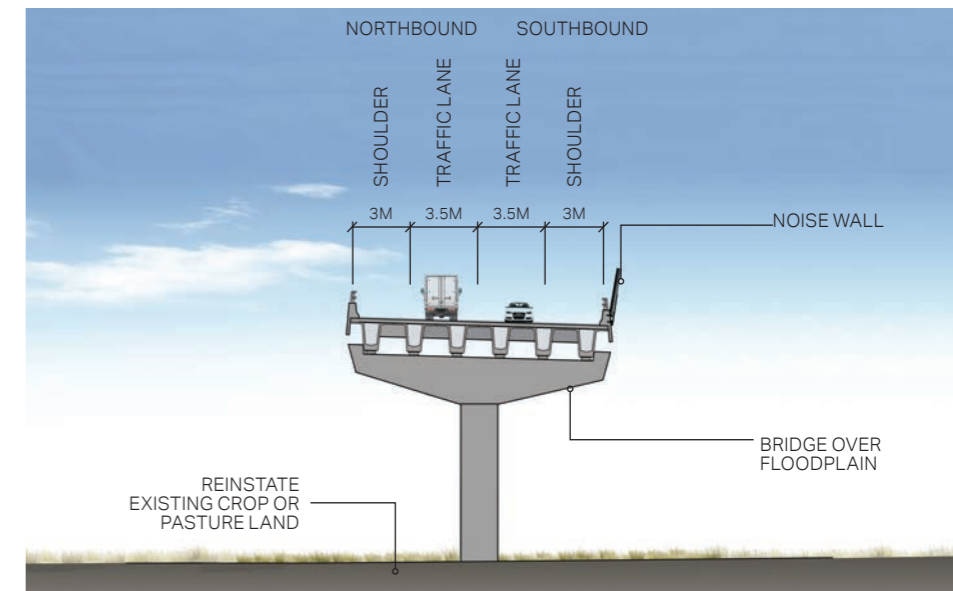 NORTHBOUND
SOUTHBOUND
SHOULDER
TRAFFIC LANE
TRAFFIC LANE
SHOULDER
3M
3.5M
3.5M
3M
NOISE WALL
BRIDGE OVER
FLOODPLAIN
REINSTATE
EXISTING CROP OR
PASTURE LAND